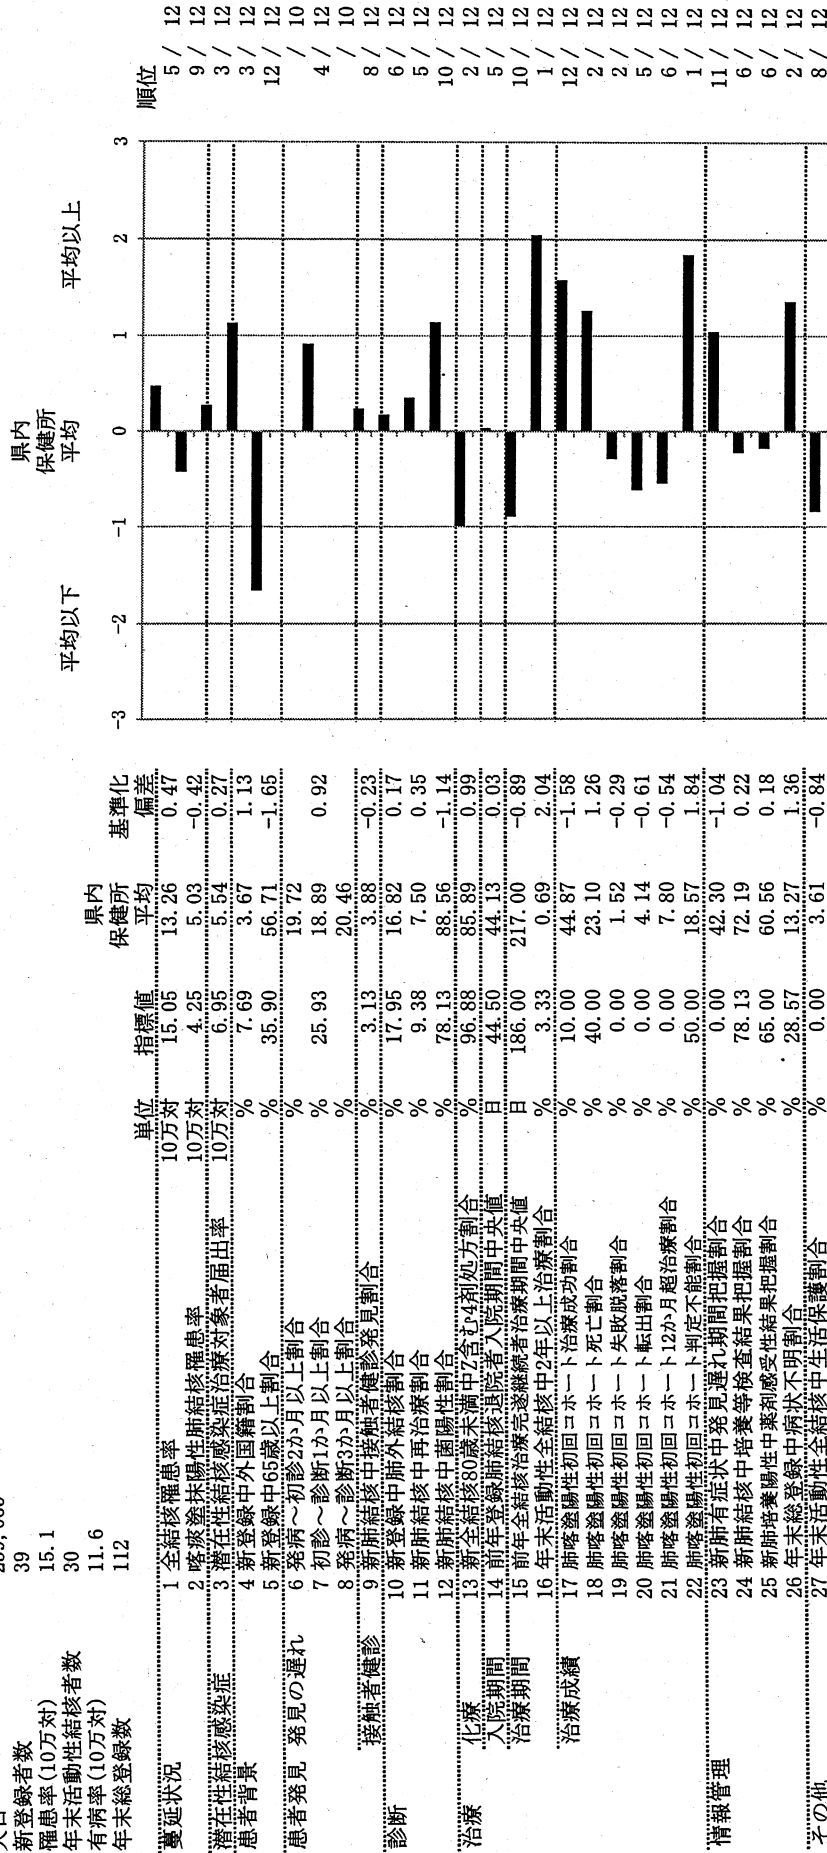 新登録者数 39
罹患率(10万対) 15.1
年末活動性結核者数 30
有病率(10万対) 11.6
年末総登録数 112
県内
保健所
平均
平均以下 平均以上
県内
保健所
平均
単位 指標値 基準化
偏差 -3 -2 -1 0 1 2 3 順位
蔓延状況 1 全結核罹患率 10万対 15.05 13.26 0.47 5 / 12
2 喀痰塗抹陽性肺結核罹患率 10万対 4.25 5.03 -0.42 9 / 12
潜在性結核感染症 3 潜在性結核感染症治療対象者届出率 10万対 6.95 5.54 0.27 3 / 12
患者背景 4 新登録中外国籍割合 % 7.69 3.67 1.13 3 / 12
5 新登録中65歳以上割合 % 35.90 56.71 -1.65 12 / 12
患者発見 発見の遅れ 6 発病～初診2か月以上割合 % 19.72 / 10
7 初診～診断1か月以上割合 % 25.93 18.89 0.92 4 / 12
8 発病～診断3か月以上割合 % 20.46 / 10
接触者健診 9 新肺結核中接触者健診発見割合 % 3.13 3.88 -0.23 8 / 12
診断 10 新登録中肺外結核割合 % 17.95 16.82 0.17 6 / 12
11 新肺結核中再治療割合 % 9.38 7.50 0.35 5 / 12
12 新肺結核中菌陽性割合 % 78.13 88.56 -1.14 10 / 12
治療 化療 13 新全結核80歳未満中Z含む4剤処方割合 % 96.88 85.89 0.99 2 / 12
入院期間 14 前年登録肺結核退院者入院期間中央値 日 44.50 44.13 0.03 5 / 12
治療期間 15 前年全結核治療完遂継続者治療期間中央値 日 186.00 217.00 -0.89 10 / 12
16 年末活動性全結核中2年以上治療割合 % 3.33 0.69 2.04 1 / 12
治療成績 17 肺喀塗陽性初回コホート治療成功割合 % 10.00 44.87 -1.58 12 / 12
18 肺喀塗陽性初回コホート死亡割合 % 40.00 23.10 1.26 2 / 12
19 肺喀塗陽性初回コホート失敗脱落割合 % 0.00 1.52 -0.29 2 / 12
20 肺喀塗陽性初回コホート転出割合 % 0.00 4.14 -0.61 5 / 12
21 肺喀塗陽性初回コホート12か月超治療割合 % 0.00 7.80 -0.54 6 / 12
22 肺喀塗陽性初回コホート判定不能割合 % 50.00 18.57 1.84 1 / 12
情報管理 23 新肺有症状中発見遅れ期間把握割合 % 0.00 42.30 -1.04 11 / 12
24 新肺結核中培養等検査結果把握割合 % 78.13 72.19 0.22 6 / 12
25 新肺培養陽性中薬剤感受性結果把握割合 % 65.00 60.56 0.18 6 / 12
26 年末総登録中病状不明割合 % 28.57 13.27 1.36 2 / 12
その他 27 年末活動性全結核中生活保護割合 % 0.00 3.61 -0.84 8 / 12